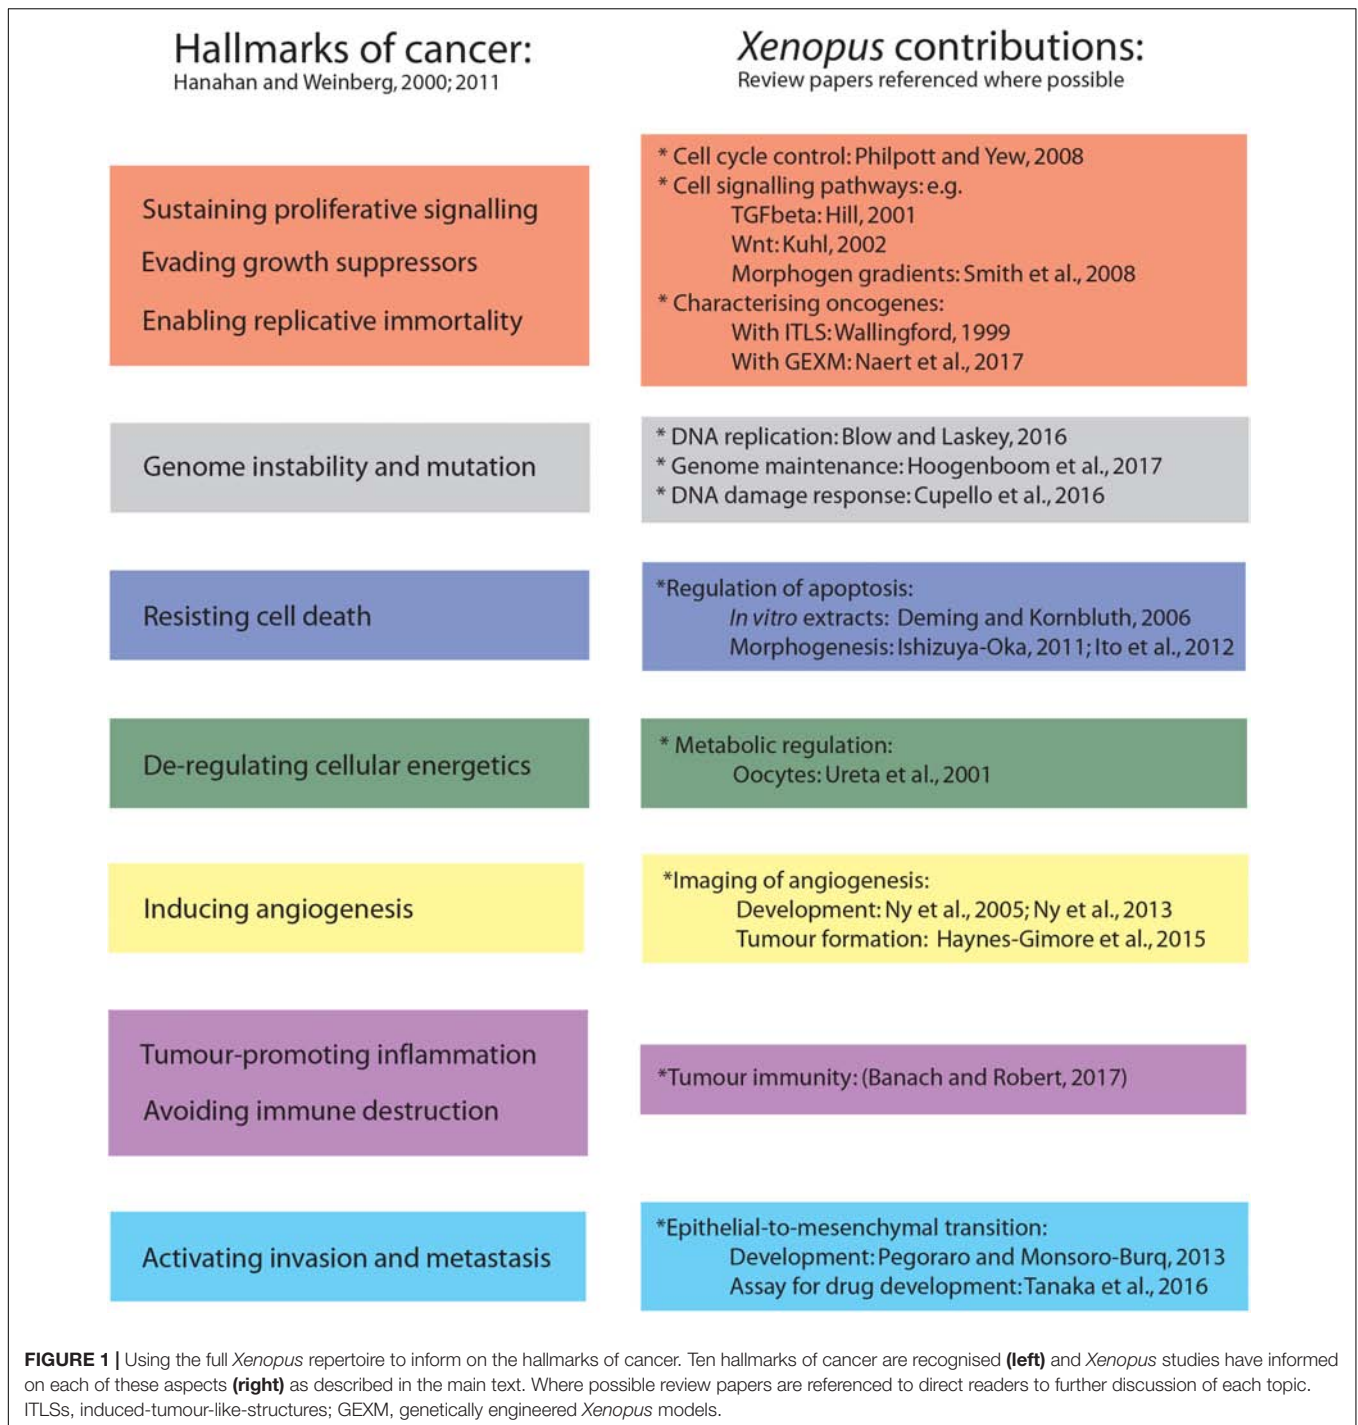 Hallmarks of cancer:
Hanahan and Weinberg, 2000; 2011
Xenopus contributions:
Review papers referenced where possible
Sustaining proliferative signalling
Evading growth suppressors
Enabling replicative immortality
* Cell cycle control: Philpott and Yew, 2008
* Cell signalling pathways: e.g.
TGFbeta: Hill, 2001
Wnt: Kuhl, 2002
Morphogen gradients: Smith et al., 2008
* Characterising oncogenes:
With ITLS: Wallingford, 1999
With GEXM: Naert et al., 2017
Genome instability and mutation
* DNA replication: Blow and Laskey, 2016
* Genome maintenance: Hoogenboom et al., 2017
* DNA damage response: Cupello et al., 2016
Resisting cell death
*Regulation of apoptosis:
In vitro extracts: Deming and Kornbluth, 2006
Morphogenesis: Ishizuya-Oka, 2011; Ito et al., 2012
De-regulating cellular energetics
* Metabolic regulation:
Oocytes: Ureta et al., 2001
Inducing angiogenesis
*Imaging of angiogenesis:
Development: Ny et al., 2005; Ny et al., 2013
Tumour formation: Haynes-Gimore et al., 2015
Tumour-promoting inflammation
Avoiding immune destruction
*Tumour immunity: (Banach and Robert, 2017)
Activating invasion and metastasis
*Epithelial-to-mesenchymal transition:
Development: Pegoraro and Monsoro-Burq, 2013
Assay for drug development: Tanaka et al., 2016
FIGURE 1 | Using the full Xenopus repertoire to inform on the hallmarks of cancer. Ten hallmarks of cancer are recognised (left) and Xenopus studies have informed
on each of these aspects (right) as described in the main text. Where possible review papers are referenced to direct readers to further discussion of each topic.
ITLSs, induced-tumour-like-structures; GEXM, genetically engineered Xenopus models.